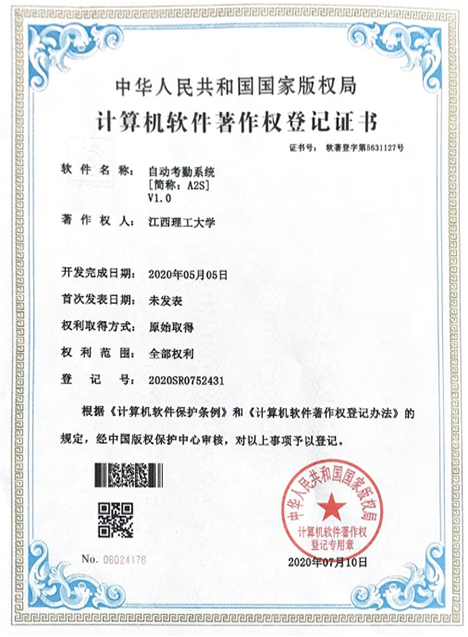 中华人民共和国国家版权局
计算机软件著作权登记证书
证书号： 软著登字第5631127号
软件名称： 自动考勤系统
[简称：A2S]
V1.0
著作权人： 江西理工大学
开发完成日期： 2020年05月05日
首次发表日期： 未发表
权利取得方式： 原始取得
权利范围： 全部权利
登记号： 2020SR0752431
根据《计算机软件保护条例》和《计算机软件著作权登记办法》的
规定，经中国版权保护中心审核，对以上事项予以登记。
中华人民共和国国家版权局
计算机软件著作权
登记专用章
No. 06024176
2020年07月10日